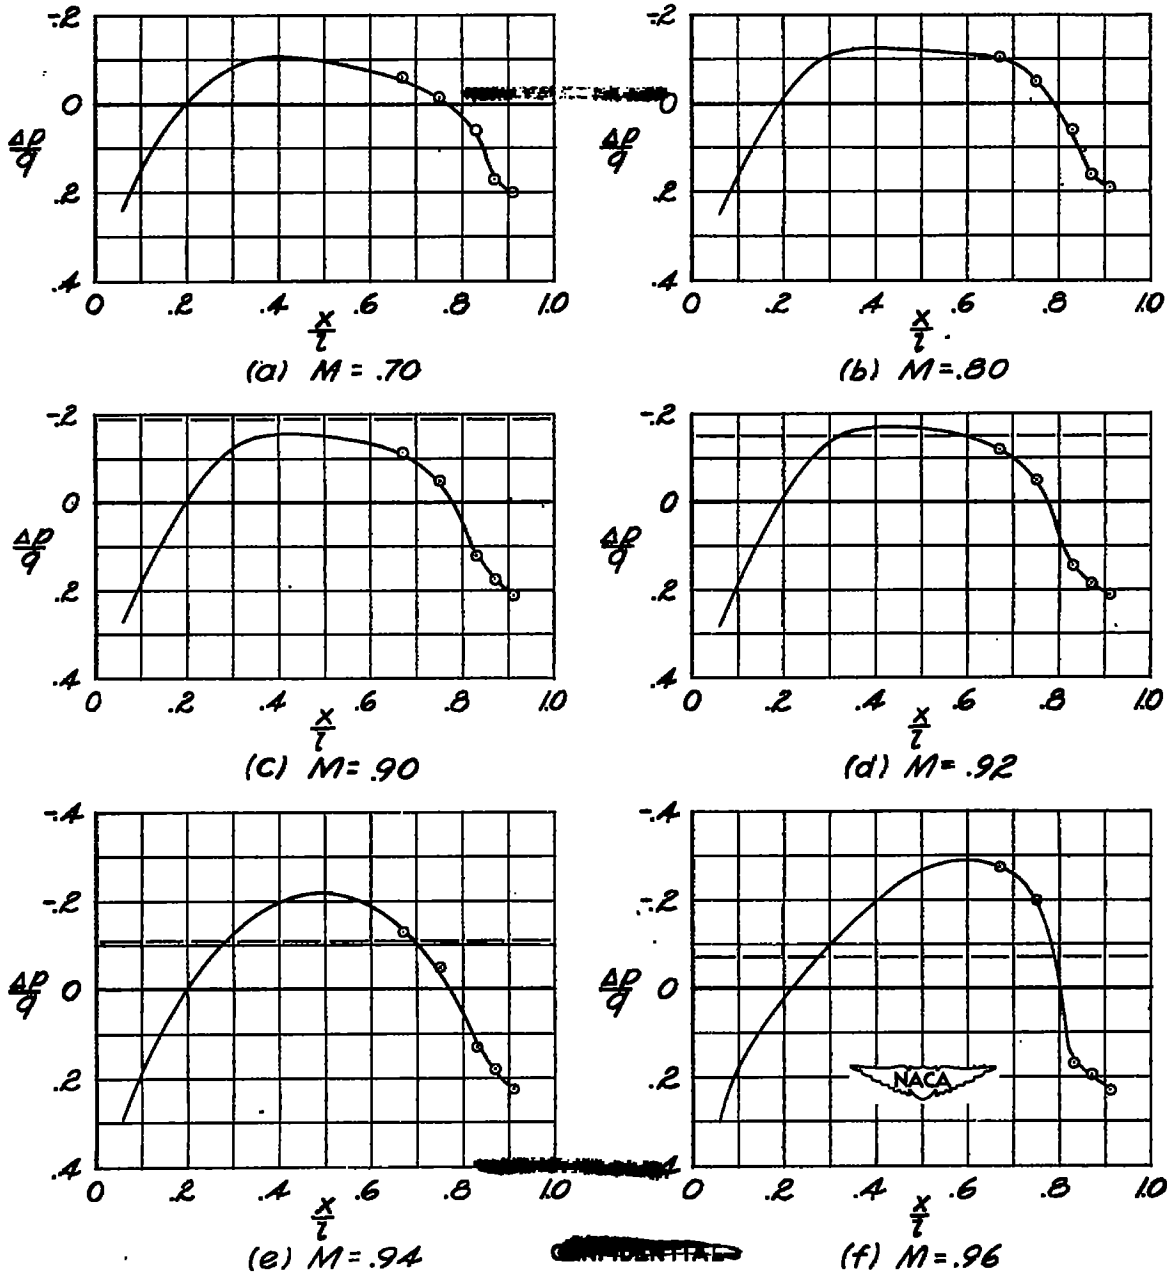 -.2
0
.2
.4
Δp/q
0 .2 .4 .6 .8 1.0
x/l
(a) M = .70
-.2
0
.2
.4
Δp/q
0 .2 .4 .6 .8 1.0
x/l
(b) M = .80
-.2
0
.2
.4
Δp/q
0 .2 .4 .6 .8 1.0
x/l
(c) M = .90
-.2
0
.2
.4
Δp/q
0 .2 .4 .6 .8 1.0
x/l
(d) M = .92
-.4
-.2
0
.2
.4
Δp/q
0 .2 .4 .6 .8 1.0
x/l
(e) M = .94
-.4
-.2
0
.2
Δp/q
NACA
0 .2 .4 .6 .8 1.0
x/l
(f) M = .96
CONFIDENTIAL